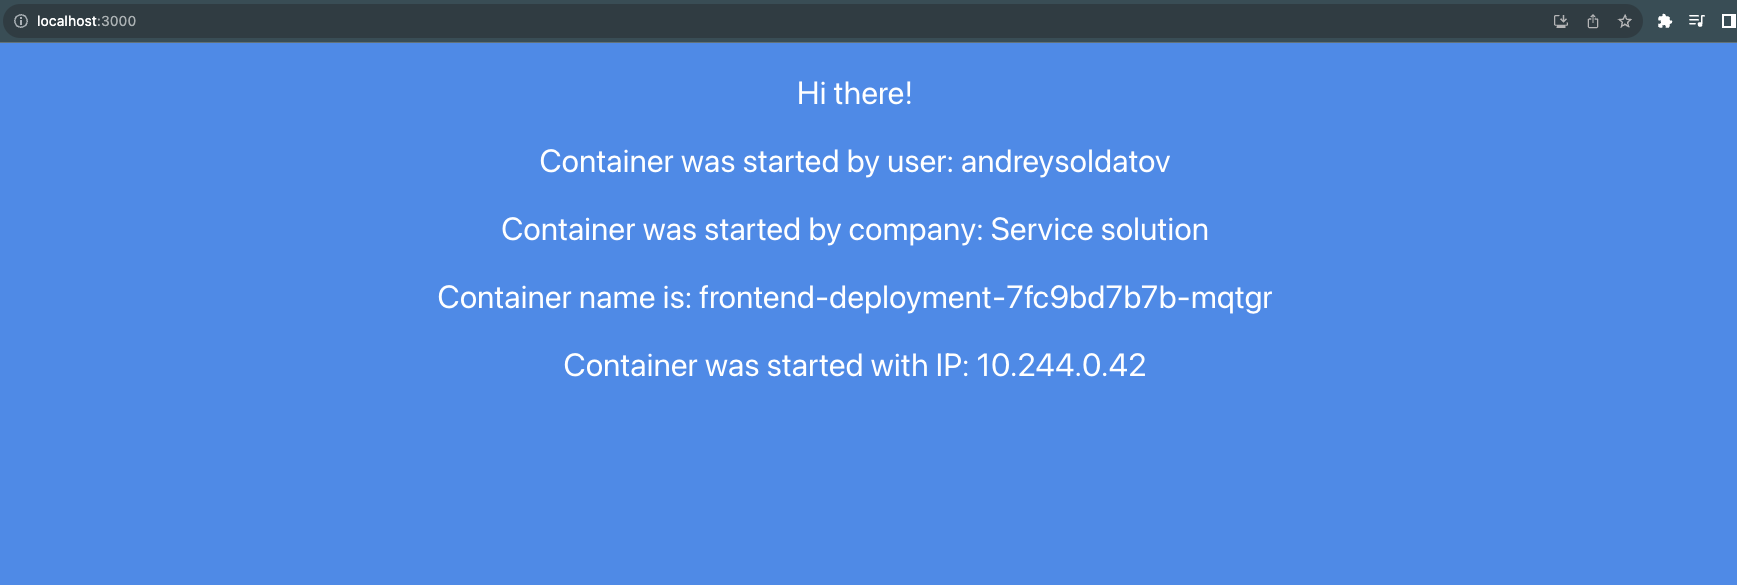 localhost:3000
Hi there!
Container was started by user: andreysoldatov
Container was started by company: Service solution
Container name is: frontend-deployment-7fc9bd7b7b-mqtgr
Container was started with IP: 10.244.0.42